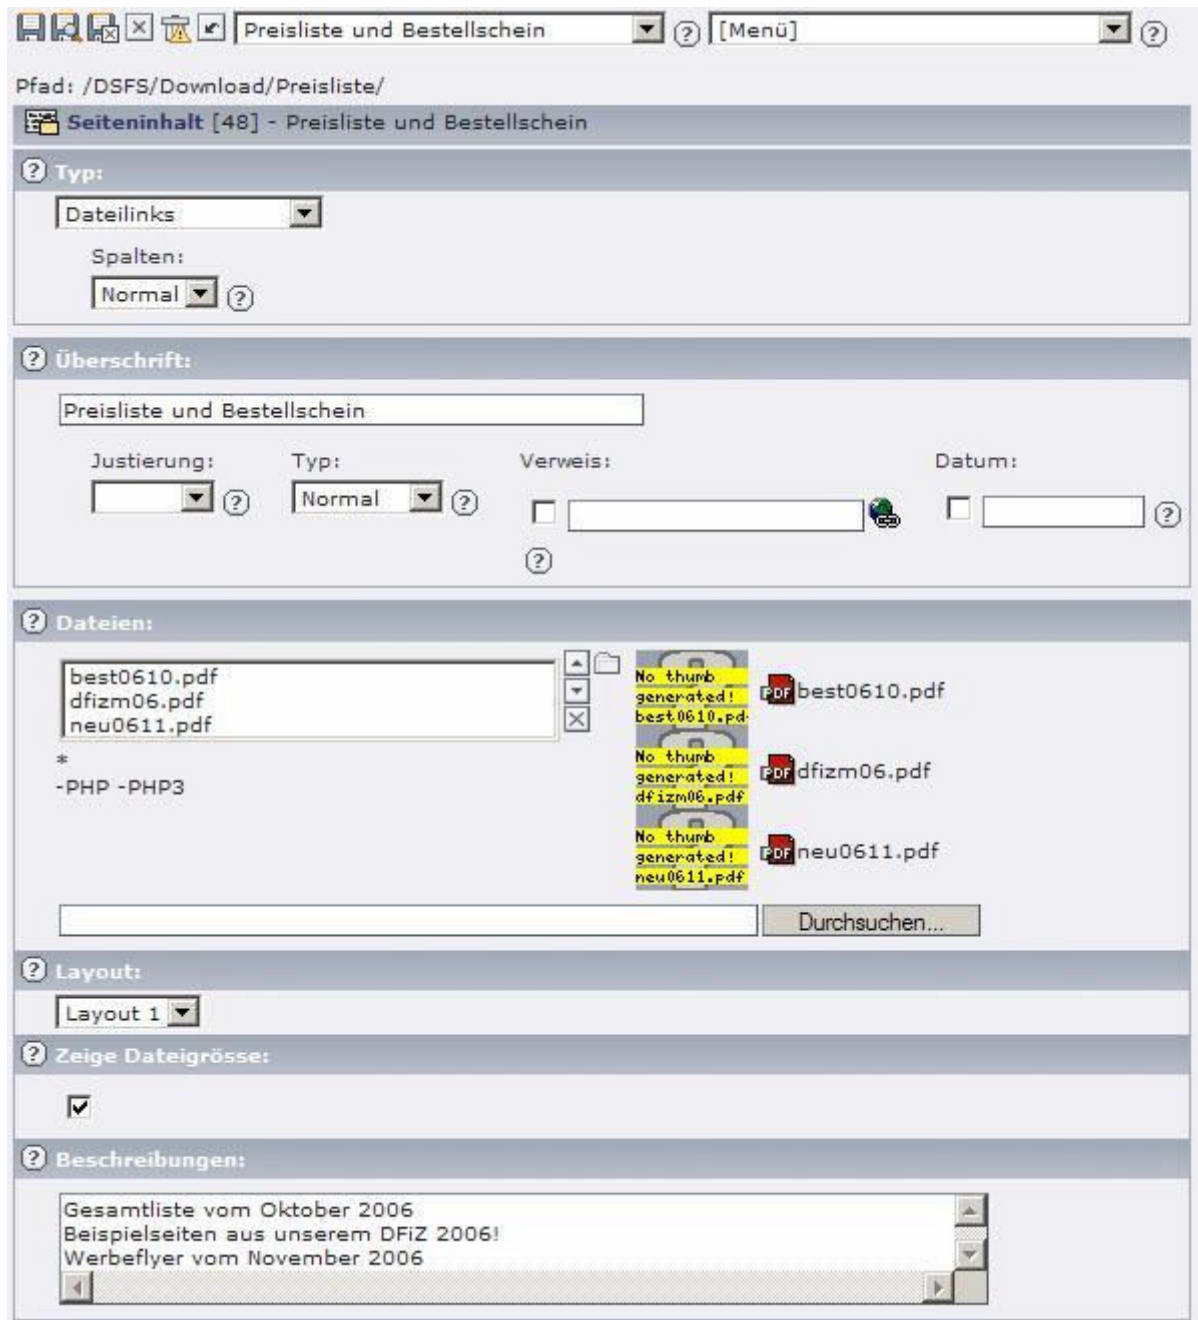 Preisliste und Bestellschein [Menü]
Pfad: /DSFS/Download/Preisliste/
Seiteninhalt [48] - Preisliste und Bestellschein
Typ:
Dateilinks
Spalten:
Normal
Überschrift:
Preisliste und Bestellschein
Justierung: Typ: Verweis: Datum:
Normal
Dateien:
best0610.pdf
dfizm06.pdf
neu0611.pdf
*
-PHP -PHP3
No thumb
generated!
best0610.pd
best0610.pdf
No thumb
generated!
dfizm06.pdf
dfizm06.pdf
No thumb
generated!
neu0611.pdf
neu0611.pdf
Durchsuchen...
Layout:
Layout 1
Zeige Dateigrösse:
Beschreibungen:
Gesamtliste vom Oktober 2006
Beispielseiten aus unserem DFiZ 2006!
Werbeflyer vom November 2006